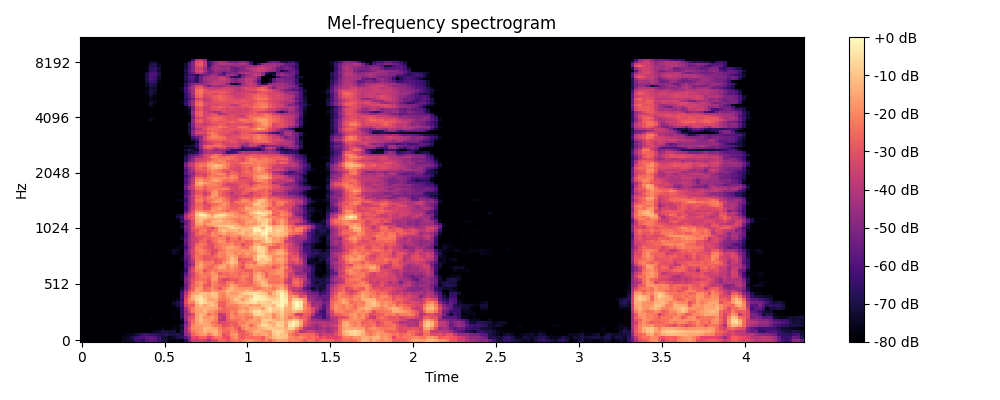 Mel-frequency spectrogram
Hz
8192
4096
2048
1024
512
0
0 0.5 1 1.5 2 2.5 3 3.5 4
Time
+0 dB
-10 dB
-20 dB
-30 dB
-40 dB
-50 dB
-60 dB
-70 dB
-80 dB